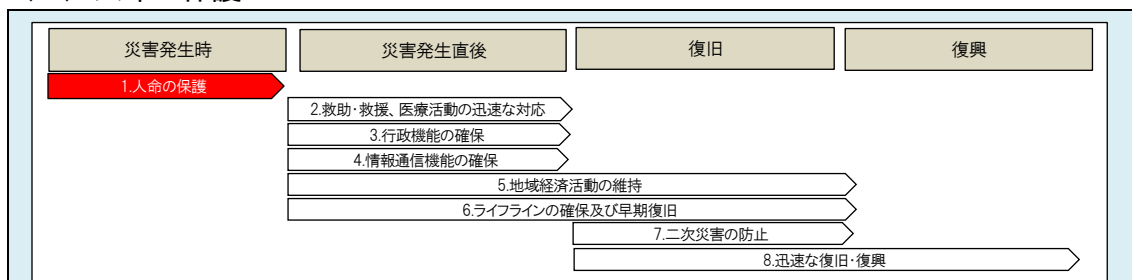 災害発生時
災害発生直後
復旧
復興
1.人命の保護
2.救助・救援、医療活動の迅速な対応
3.行政機能の確保
4.情報通信機能の確保
5.地域経済活動の維持
6.ライフラインの確保及び早期復旧
7.二次災害の防止
8.迅速な復旧・復興